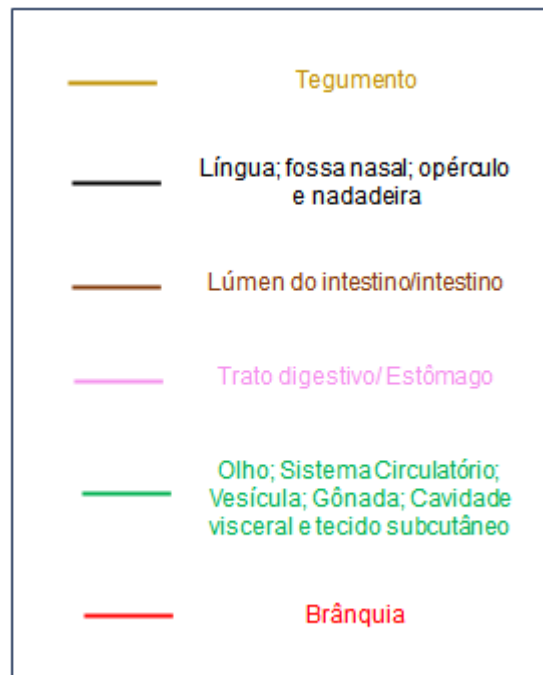 Tegumento
Língua; fossa nasal; opérculo
e nadadeira
Lúmen do intestino/intestino
Trato digestivo/ Estômago
Olho; Sistema Circulatório;
Vesícula; Gônada; Cavidade
visceral e tecido subcutâneo
Brânquia